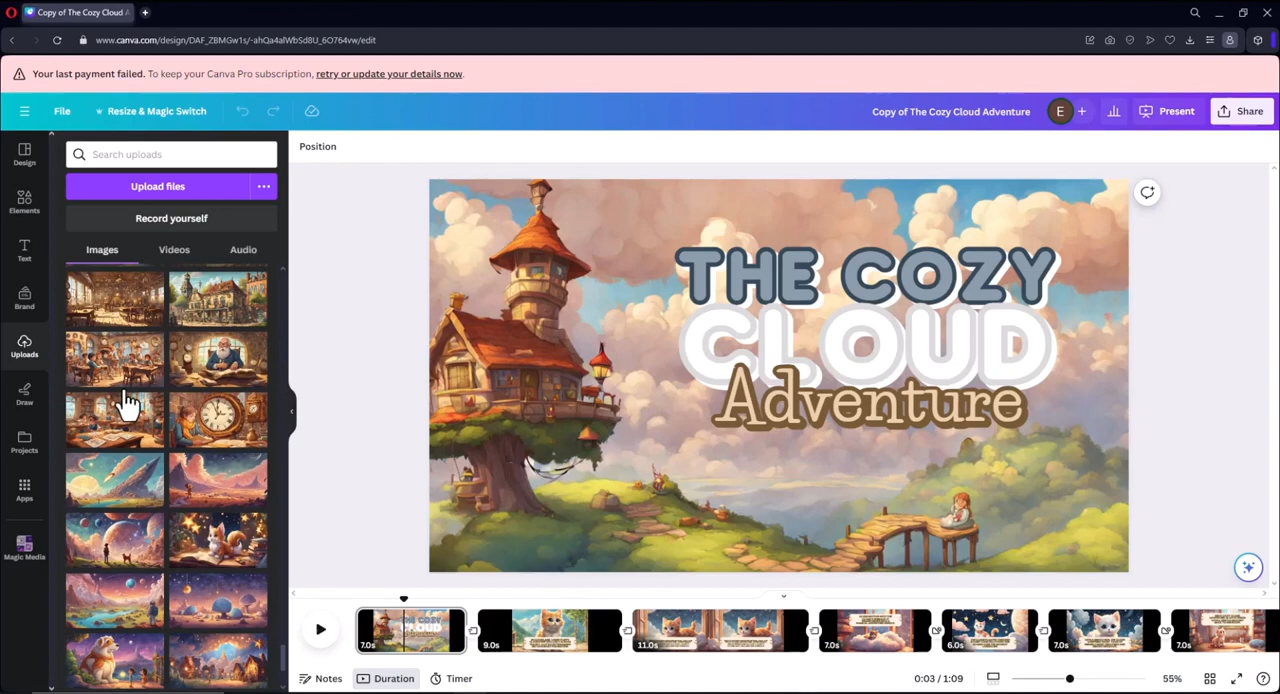 Copy of The Cozy Cloud A
www.canva.com/design/DAF_ZBMGw1s/-ahQa4alWbSd8U_6O764vw/edit
Your last payment failed. To keep your Canva Pro subscription, retry or update your details now.
File
Resize & Magic Switch
Copy of The Cozy Cloud Adventure
E
Present
Share
Design
Elements
Text
Brand
Uploads
Draw
Projects
Apps
Magic Media
Search uploads
Upload files
Record yourself
Images
Videos
Audio
Position
THE COZY
CLOUD
Adventure
7.0s
9.0s
11.0s
7.0s
6.0s
7.0s
7.0s
Notes
Duration
Timer
0:03 / 1:09
55%